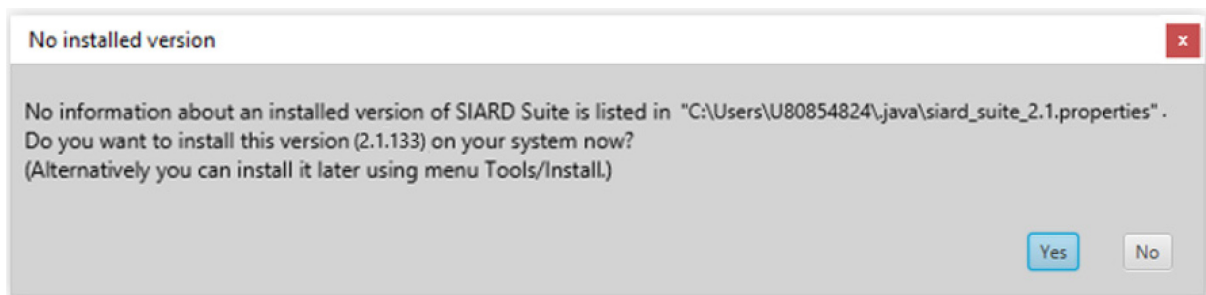 No installed version
x
No information about an installed version of SIARD Suite is listed in "C:\Users\U80854824\.java\siard_suite_2.1.properties".
Do you want to install this version (2.1.133) on your system now?
(Alternatively you can install it later using menu Tools/Install.)
Yes No